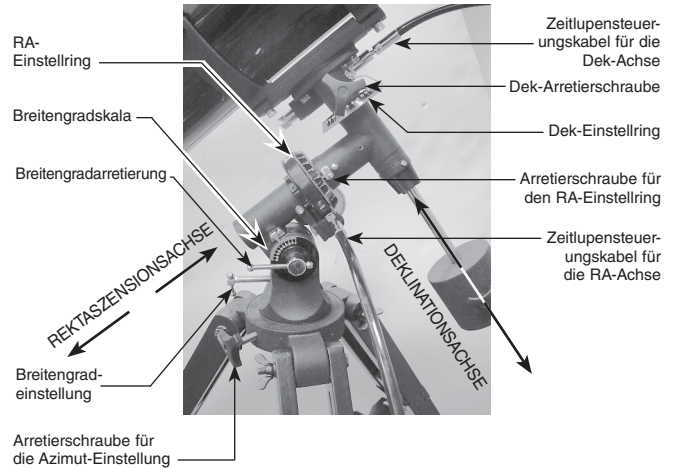 RA-
Einstellring
Breitengradskala
Breitengradarretierung
REKTASZENSIONSACHSE
Breitengrad-
einstellung
Arretierschraube für
die Azimut-Einstellung
Zeitlupensteuer-
ungskabel für die
Dek-Achse
Dek-Arretierschraube
Dek-Einstellring
Arretierschraube für
den RA-Einstellring
Zeitlupensteuer-
ungskabel für
die RA-Achse
DEKLINATIONSACHSE